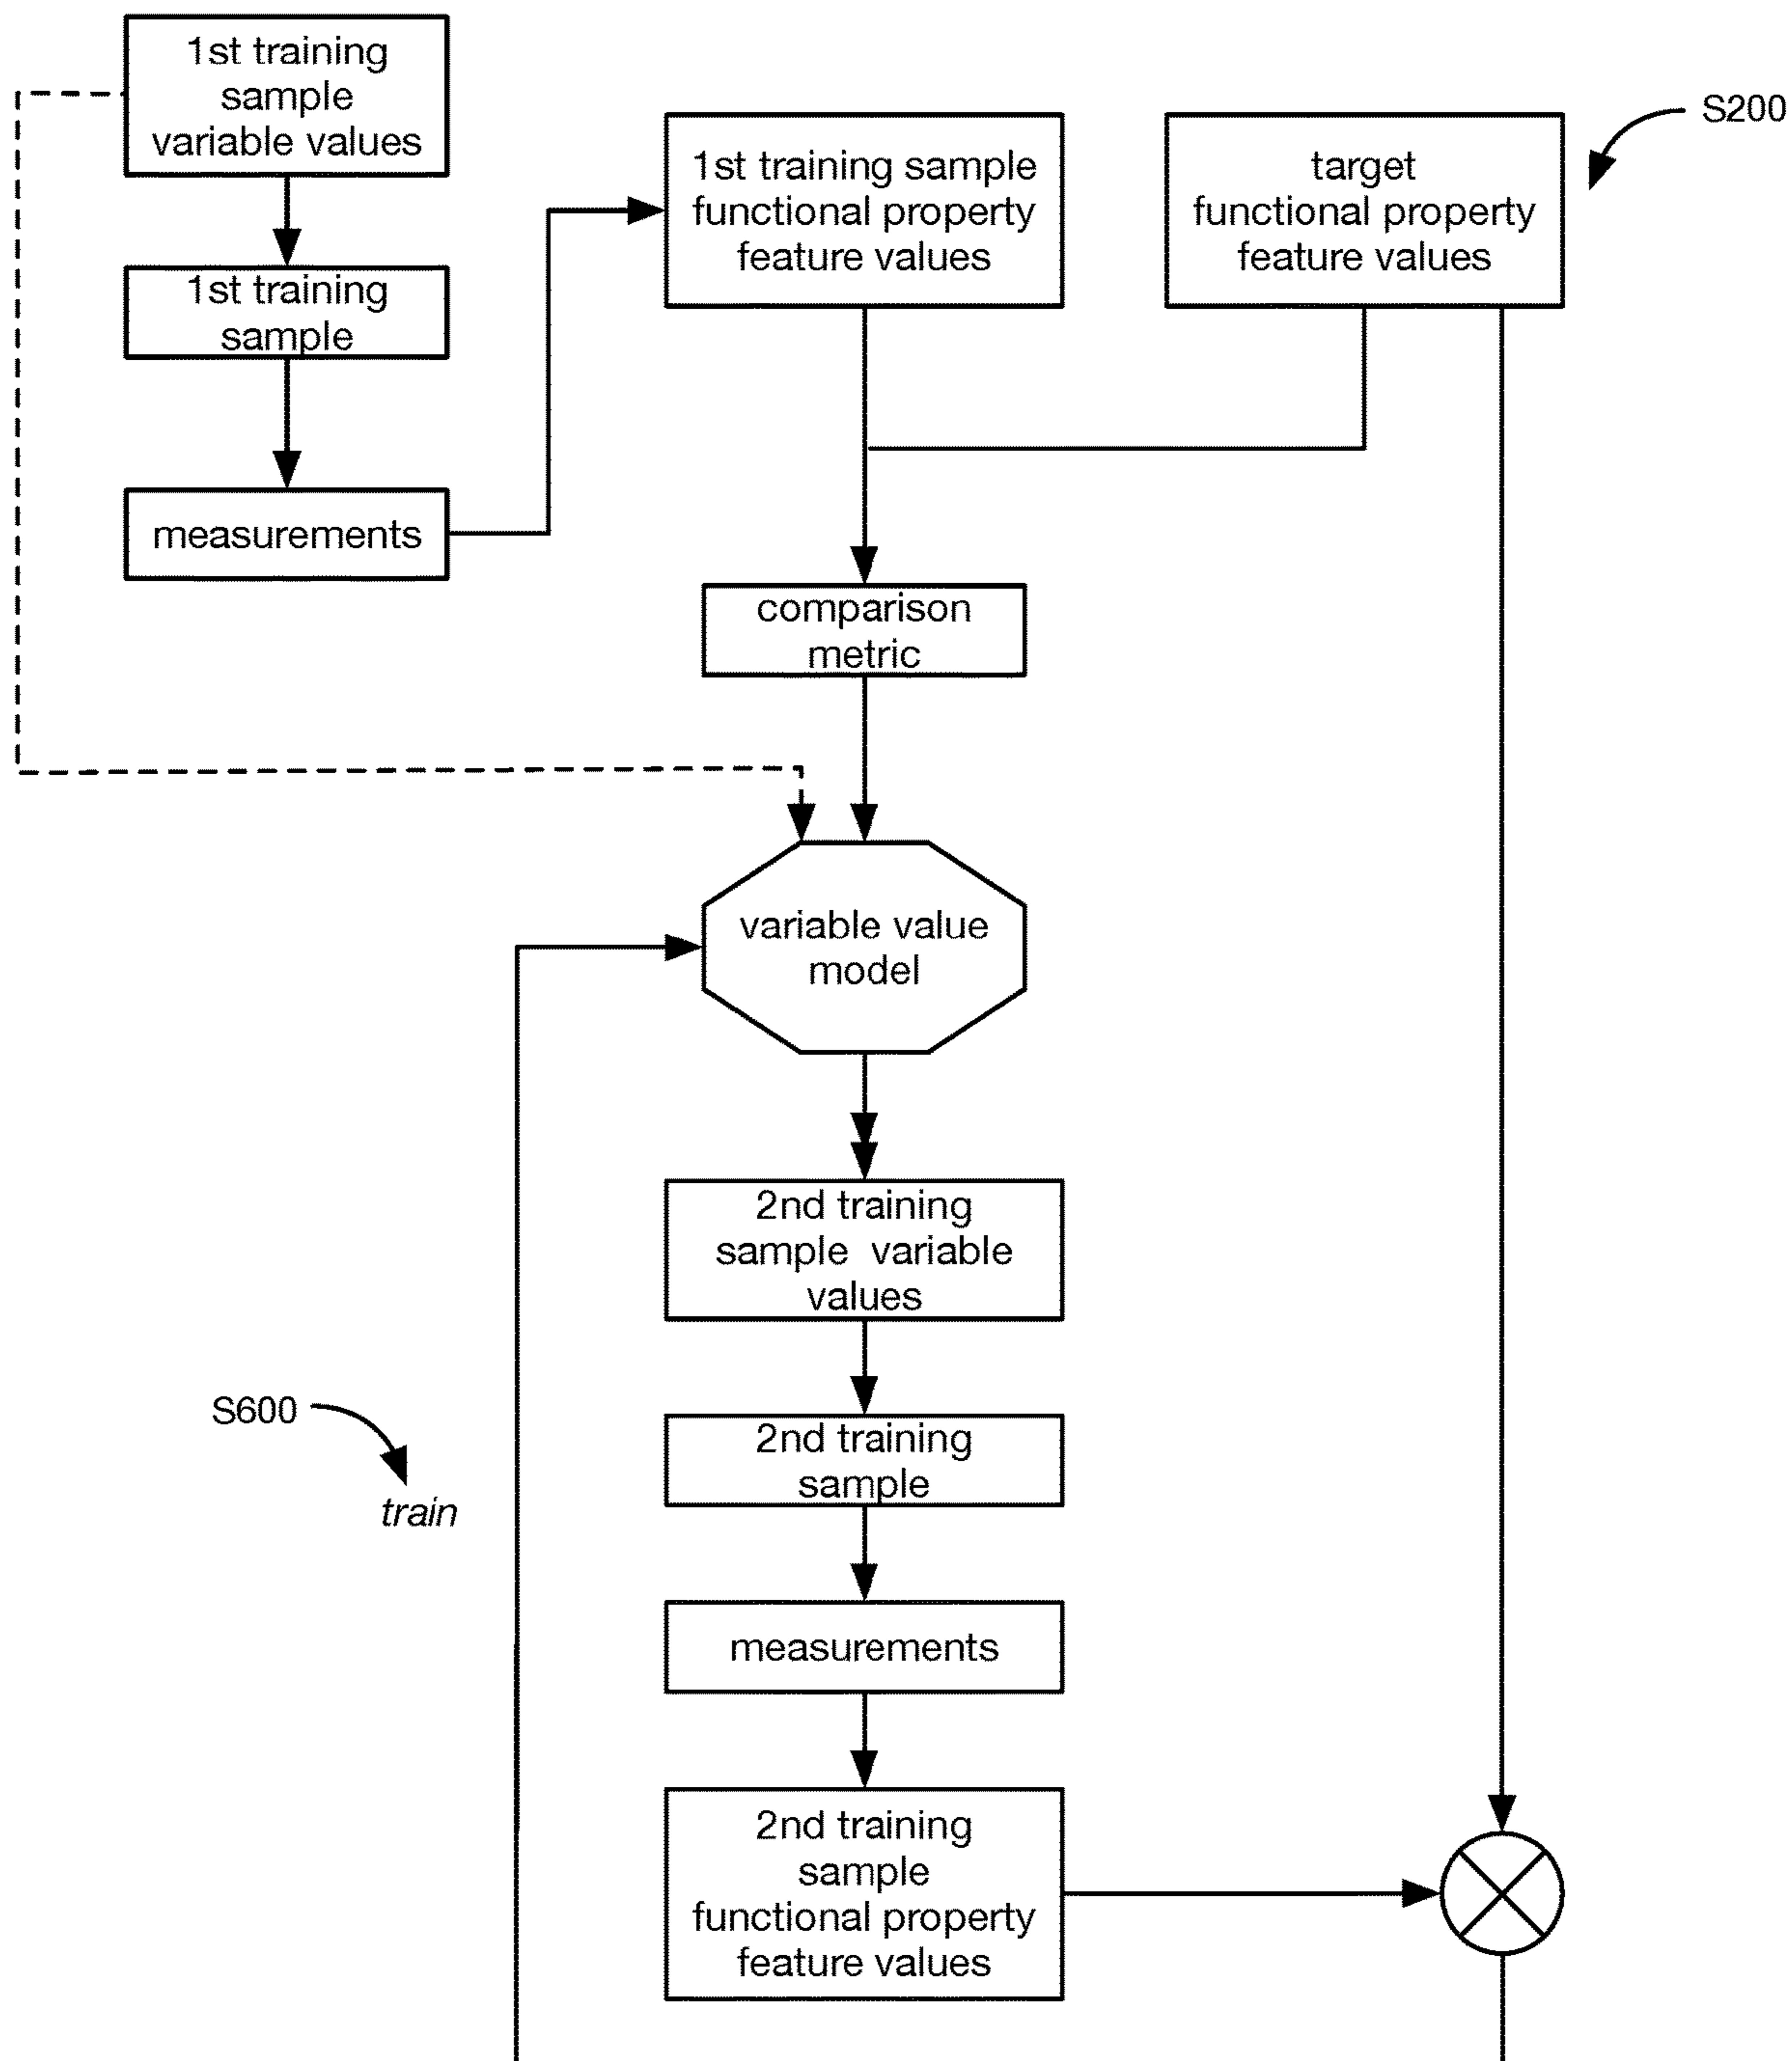 1st training
sample
variable values
1st training
sample
measurements
1st training sample
functional property
feature values
target
functional property
feature values
S200
comparison
metric
variable value
model
2nd training
sample variable
values
S600
train
2nd training
sample
measurements
2nd training
sample
functional property
feature values